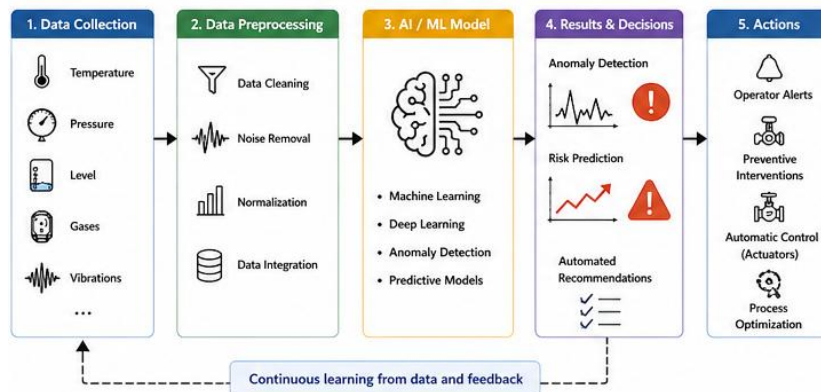 1. Data Collection
Temperature
Pressure
Level
Gases
Vibrations
...
2. Data Preprocessing
Data Cleaning
Noise Removal
Normalization
Data Integration
3. AI / ML Model
• Machine Learning
• Deep Learning
• Anomaly Detection
• Predictive Models
4. Results & Decisions
Anomaly Detection
!
Risk Prediction
!
Automated
Recommendations
5. Actions
Operator Alerts
Preventive
Interventions
Automatic Control
(Actuators)
Process
Optimization
Continuous learning from data and feedback